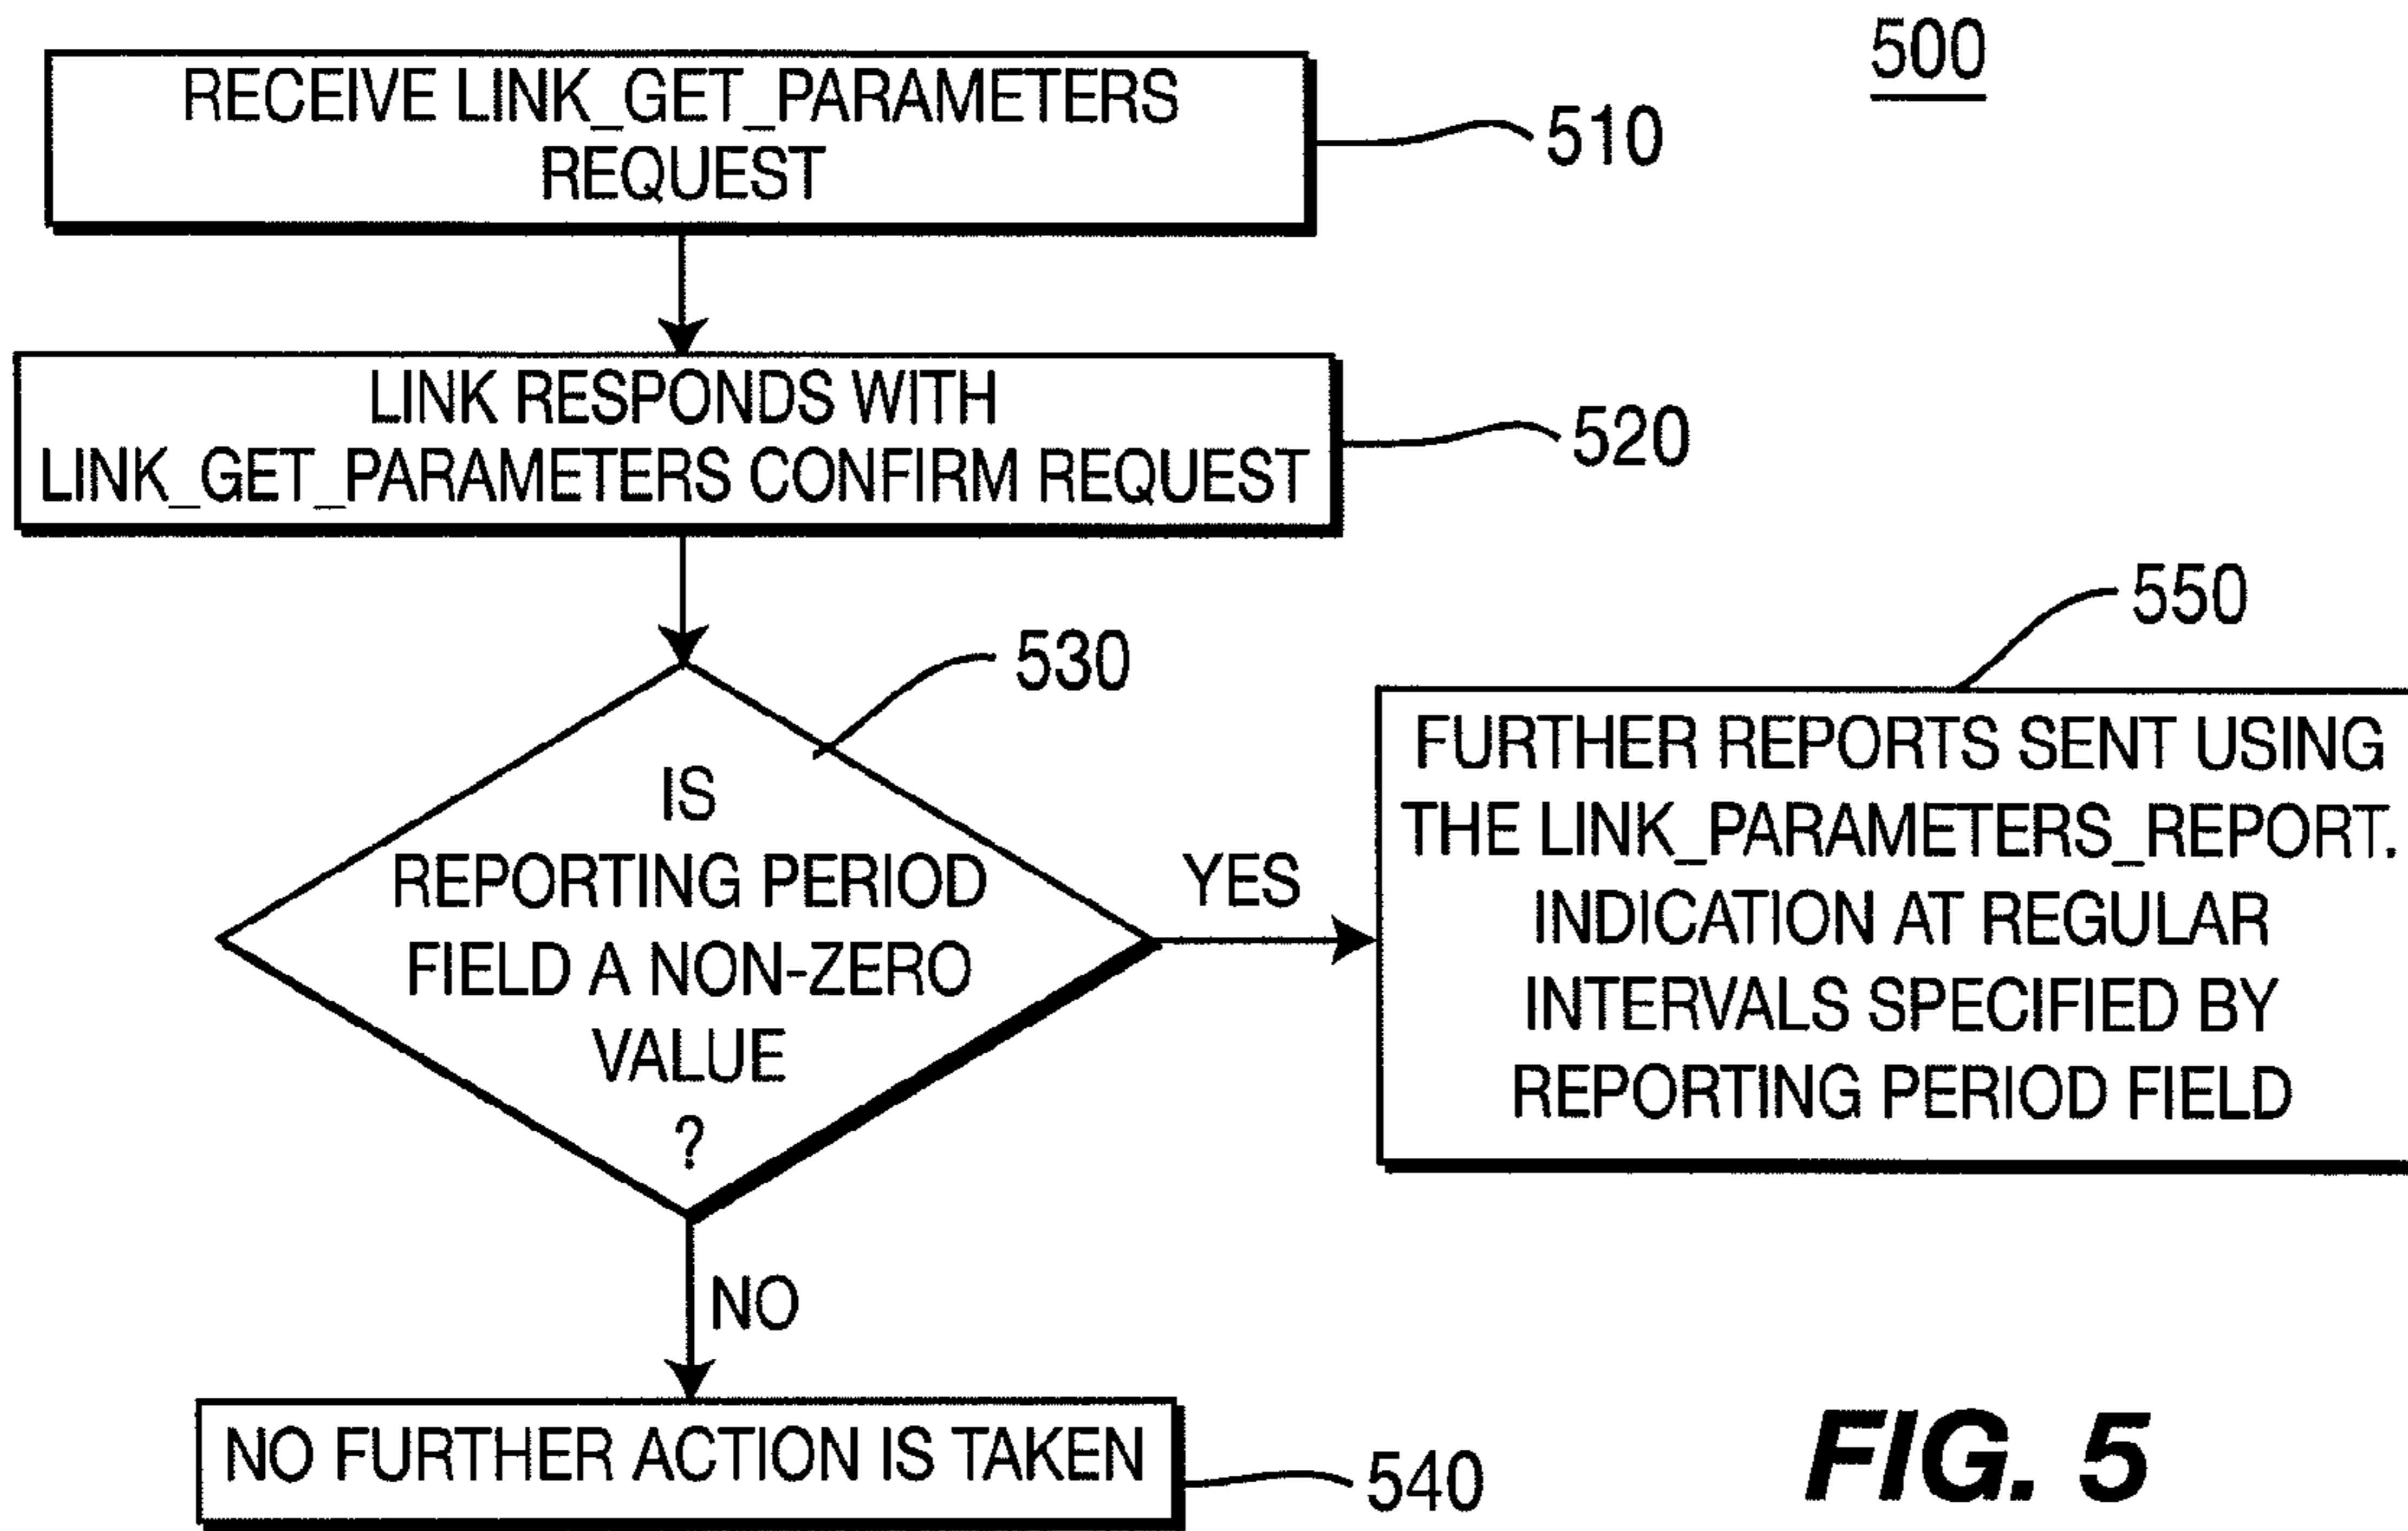 500
RECEIVE LINK_GET_PARAMETERS
REQUEST
510
LINK RESPONDS WITH
LINK_GET_PARAMETERS CONFIRM REQUEST
520
530
IS
REPORTING PERIOD
FIELD A NON-ZERO
VALUE
?
YES
550
FURTHER REPORTS SENT USING
THE LINK_PARAMETERS_REPORT.
INDICATION AT REGULAR
INTERVALS SPECIFIED BY
REPORTING PERIOD FIELD
NO
NO FURTHER ACTION IS TAKEN
540
FIG. 5